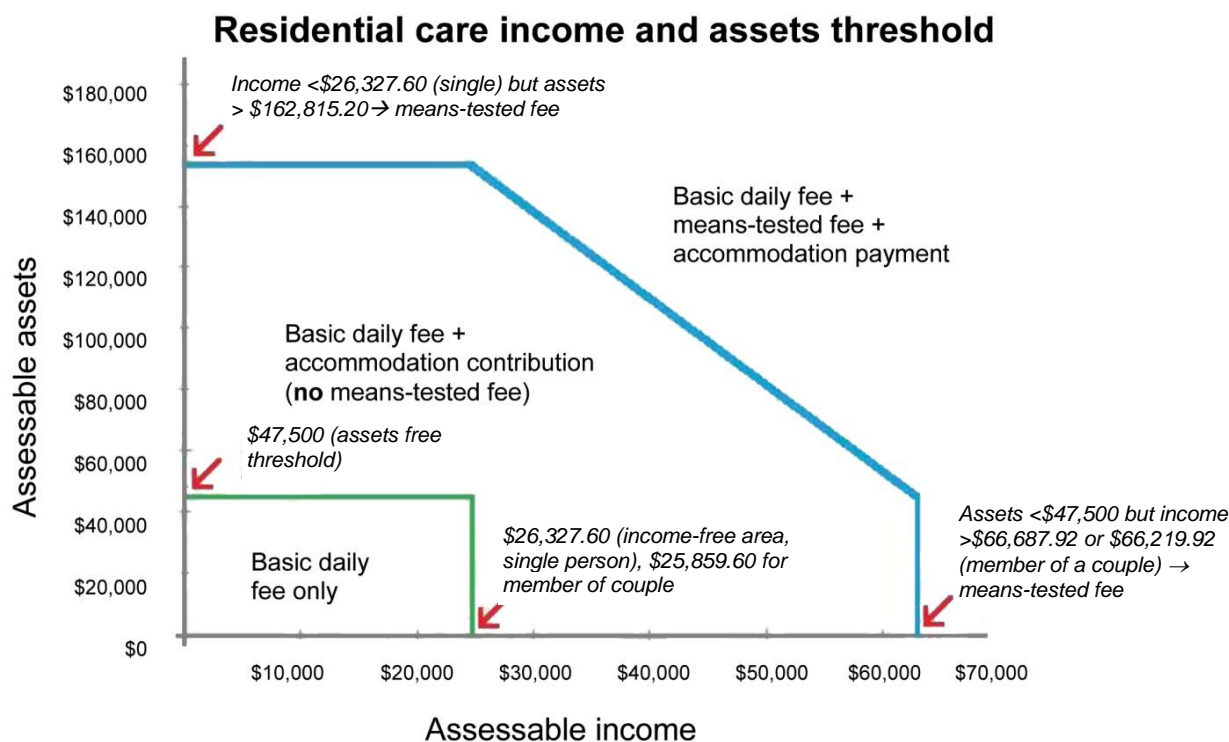 Residential care income and assets threshold
Income <$26,327.60 (single) but assets
> $162,815.20→ means-tested fee
$180,000
$160,000
$140,000
$120,000
$100,000
$80,000
$60,000
$40,000
$20,000
$0
Assessable assets
Basic daily fee +
means-tested fee +
accommodation payment
Basic daily fee +
accommodation contribution
(no means-tested fee)
$47,500 (assets free
threshold)
Basic daily
fee only
$26,327.60 (income-free area,
single person), $25,859.60 for
member of couple
Assets <$47,500 but income
>$66,687.92 or $66,219.92
(member of a couple) →
means-tested fee
$10,000
$20,000
$30,000
$40,000
$50,000
$60,000
$70,000
Assessable income